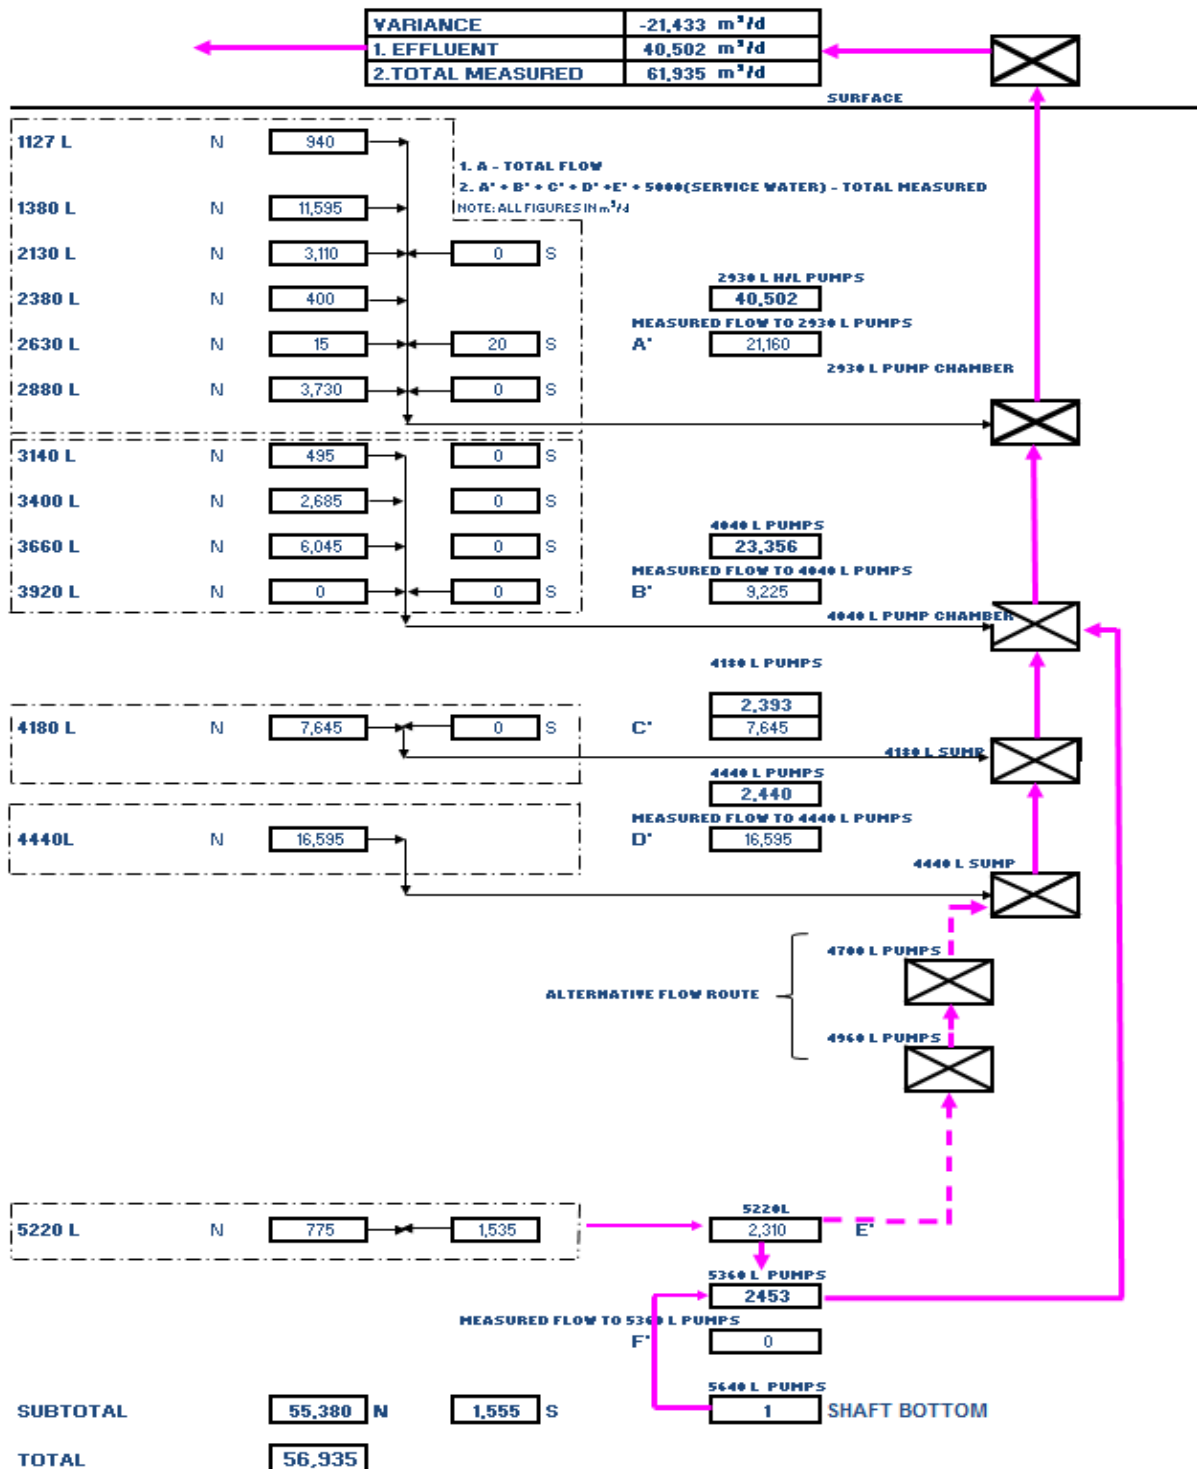 VARIANCE -21,433 m³/d
1. EFFLUENT 40,502 m³/d
2.TOTAL MEASURED 61,935 m³/d
SURFACE
1127 L N 940
1. A - TOTAL FLOW
2. A' + B' + C' + D' +E' + 5000(SERVICE WATER) - TOTAL MEASURED
NOTE: ALL FIGURES IN m³/d
1380 L N 11,595
2130 L N 3,110 0 S
2930 L H/L PUMPS
2380 L N 400 40,502
MEASURED FLOW TO 2930 L PUMPS
2630 L N 15 20 S A' 21,160
2930 L PUMP CHAMBER
2880 L N 3,730 0 S
3140 L N 495 0 S
3400 L N 2,685 0 S
4040 L PUMPS
3660 L N 6,045 0 S 23,356
MEASURED FLOW TO 4040 L PUMPS
3920 L N 0 0 S B' 9,225
4040 L PUMP CHAMBER
4180 L PUMPS
2,393
4180 L N 7,645 0 S C' 7,645
4180 L SUMP
4440 L PUMPS
2,440
MEASURED FLOW TO 4440 L PUMPS
4440L N 16,595 D' 16,595
4440 L SUMP
4700 L PUMPS
ALTERNATIVE FLOW ROUTE
4960 L PUMPS
5220L
5220 L N 775 1,535 2,310 E'
5360 L PUMPS
2453
MEASURED FLOW TO 5360 L PUMPS
F' 0
5640 L PUMPS
SUBTOTAL 55,380 N 1,555 S 1 SHAFT BOTTOM
TOTAL 56,935